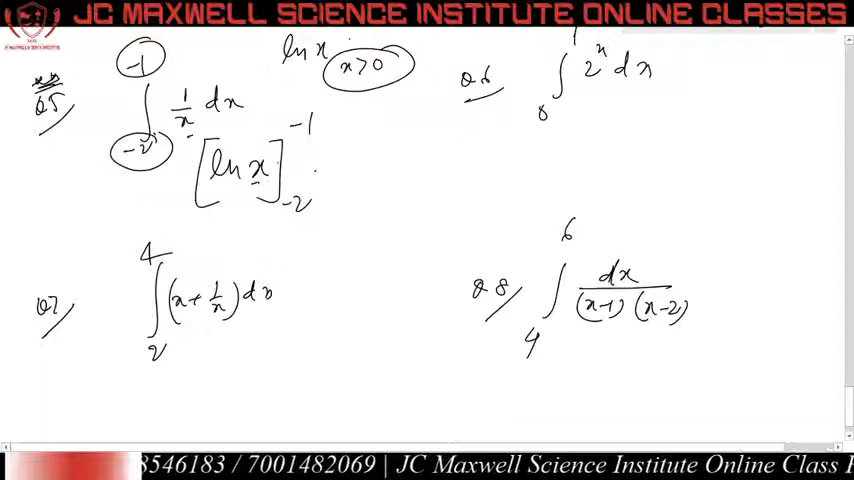 JC MAXWELL SCIENCE INSTITUTE ONLINE CLASSES
ln x
x>0
Q5 ∫_{-2}^{-1} 1/x dx
[ln x]_{-2}^{-1}
Q6 ∫_{0}^{1} 2^x dx
Q7 ∫_{2}^{4} (x + 1/x) dx
Q8 ∫_{4}^{6} dx / (x-1)(x-2)
8546183 / 7001482069 | JC Maxwell Science Institute Online Class